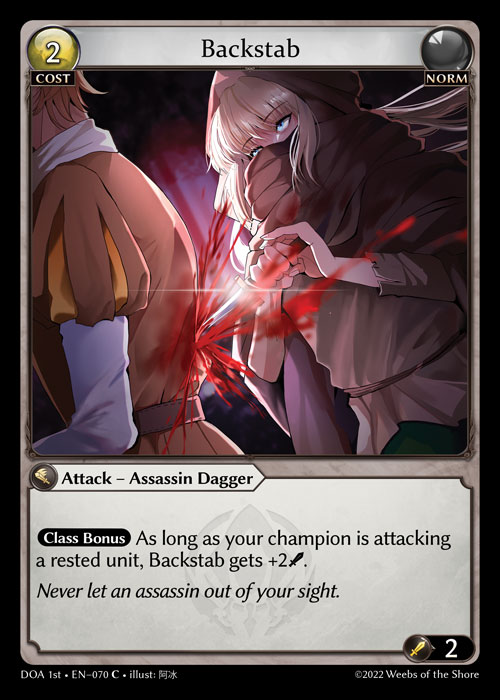 2
Backstab
COST
NORM
Attack – Assassin Dagger
Class Bonus As long as your champion is attacking
a rested unit, Backstab gets +2.
Never let an assassin out of your sight.
2
DOA 1st • EN–070 C • illust: 阿冰
©2022 Weebs of the Shore